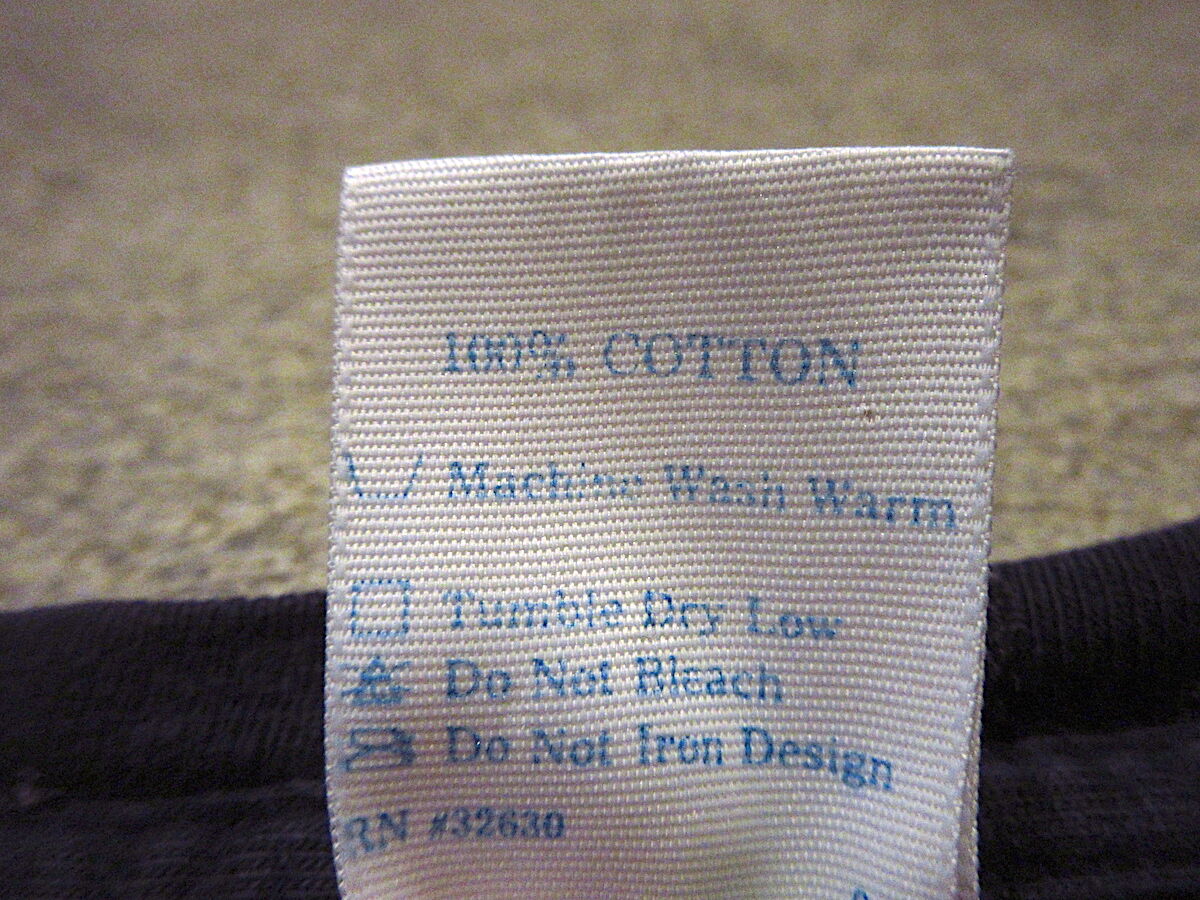 100% COTTON
Machine Wash Warm
Tumble Dry Low
Do Not Bleach
Do Not Iron Design
RN #32630